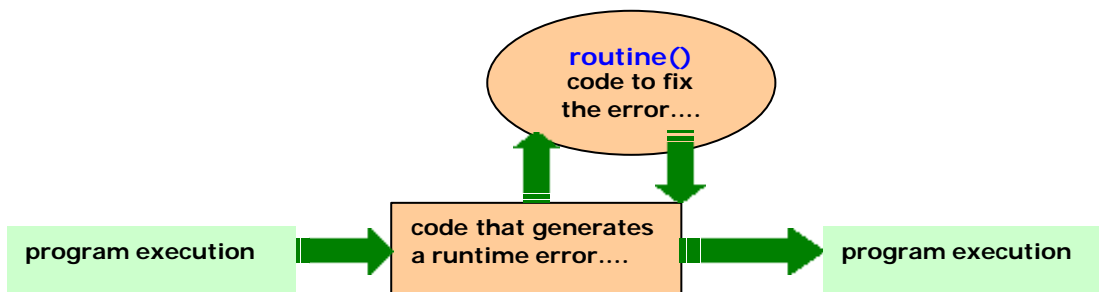 routine()
code to fix
the error....
program execution
code that generates
a runtime error....
program execution